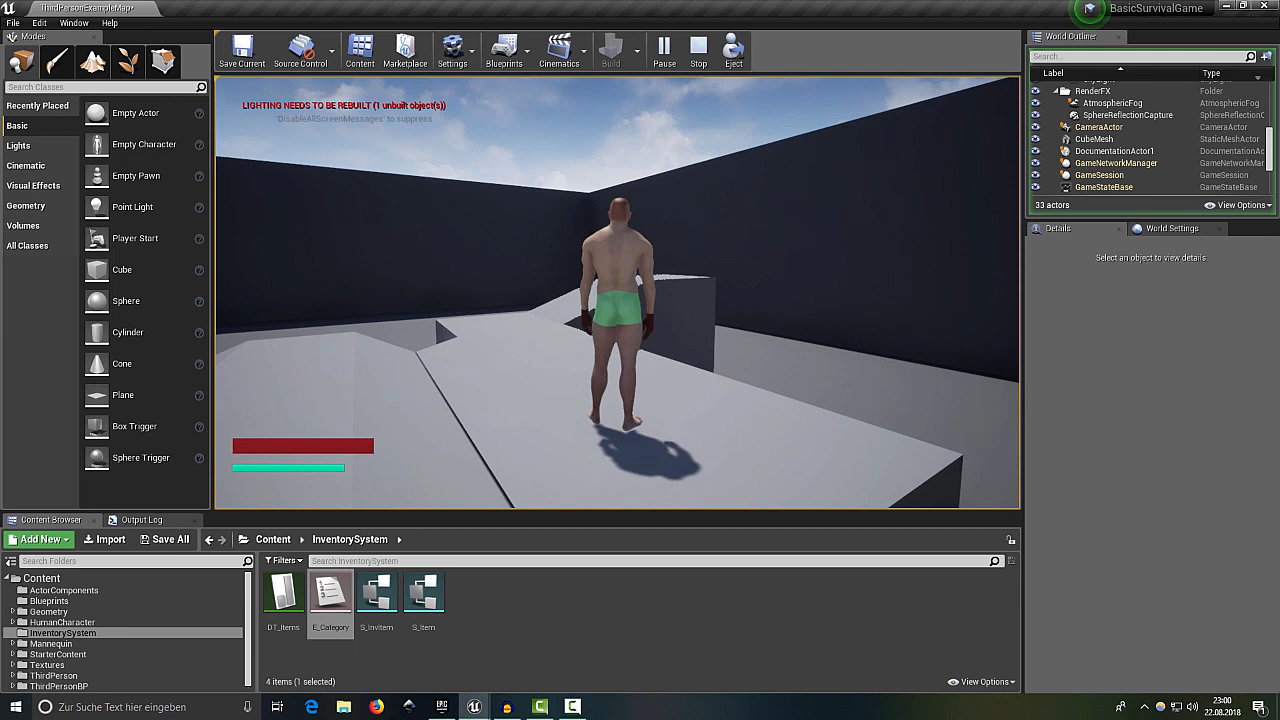 ThirdPersonExampleMap*
BasicSurvivalGame
File Edit Window Help
Modes
Search Classes
Recently Placed
Basic
Lights
Cinematic
Visual Effects
Geometry
Volumes
All Classes
Empty Actor
Empty Character
Empty Pawn
Point Light
Player Start
Cube
Sphere
Cylinder
Cone
Plane
Box Trigger
Sphere Trigger
Save Current
Source Control
Content
Marketplace
Settings
Blueprints
Cinematics
Build
Pause
Stop
Eject
LIGHTING NEEDS TO BE REBUILT (1 unbuilt object(s))
'DisableAllScreenMessages' to suppress
World Outliner
Search
Label Type
RenderFX Folder
AtmosphericFog AtmosphericFog
SphereReflectionCapture SphereReflectionC
CameraActor CameraActor
CubeMesh StaticMeshActor
DocumentationActor1 DocumentationAc
GameNetworkManager GameNetworkMar
GameSession GameSession
GameStateBase GameStateBase
33 actors View Options
Details World Settings
Select an object to view details
Content Browser Output Log
Add New Import Save All Content InventorySystem
Search Folders
Content
ActorComponents
Blueprints
Geometry
HumanCharacter
InventorySystem
Mannequin
StarterContent
Textures
ThirdPerson
ThirdPersonBP
Filters Search InventorySystem
DT_Items E_Category S_InvItem S_Item
4 items (1 selected) View Options
Zur Suche Text hier eingeben
23:00
22.08.2018